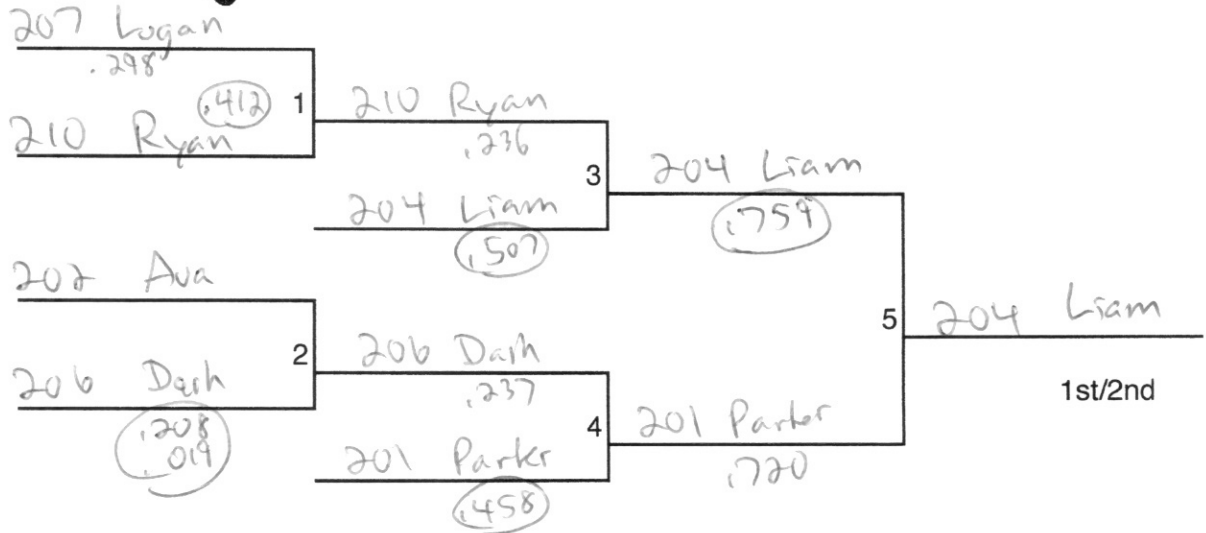 207 Logan
.298
.412
1
210 Ryan
210 Ryan
.236
3
204 Liam
.507
204 Liam
.759
202 Ava
2
206 Dash
.208
.019
206 Dash
.237
4
201 Parker
.458
201 Parker
.720
5
204 Liam
1st/2nd